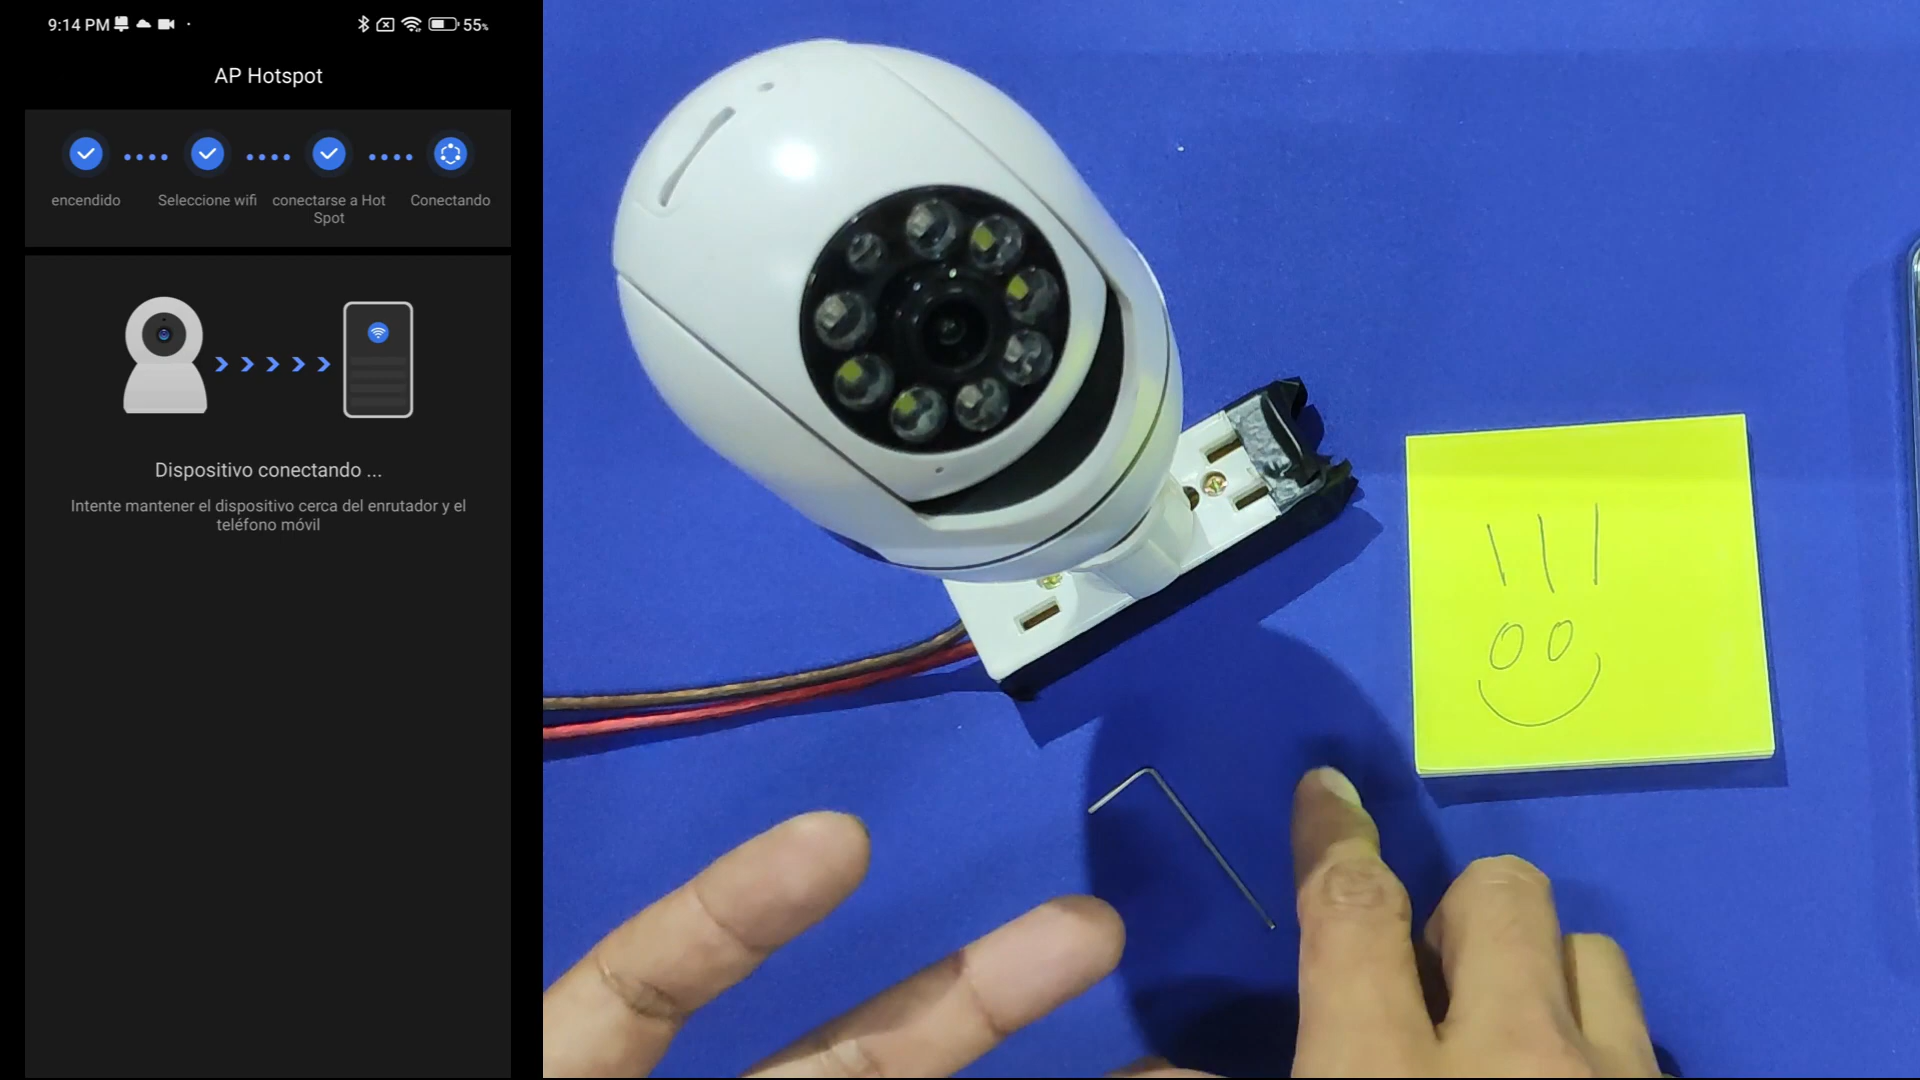 9:14 PM
55%
AP Hotspot
encendido
Seleccione wifi
conectarse a Hot
Spot
Conectando
Dispositivo conectando ...
Intente mantener el dispositivo cerca del enrutador y el
teléfono móvil